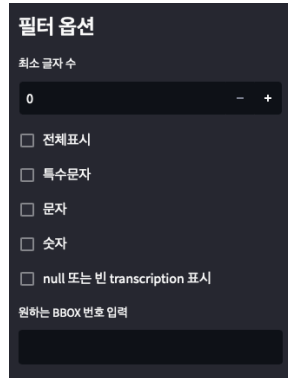 필터 옵션
최소 글자 수
0 − +
전체표시
특수문자
문자
숫자
null 또는 빈 transcription 표시
원하는 BBOX 번호 입력